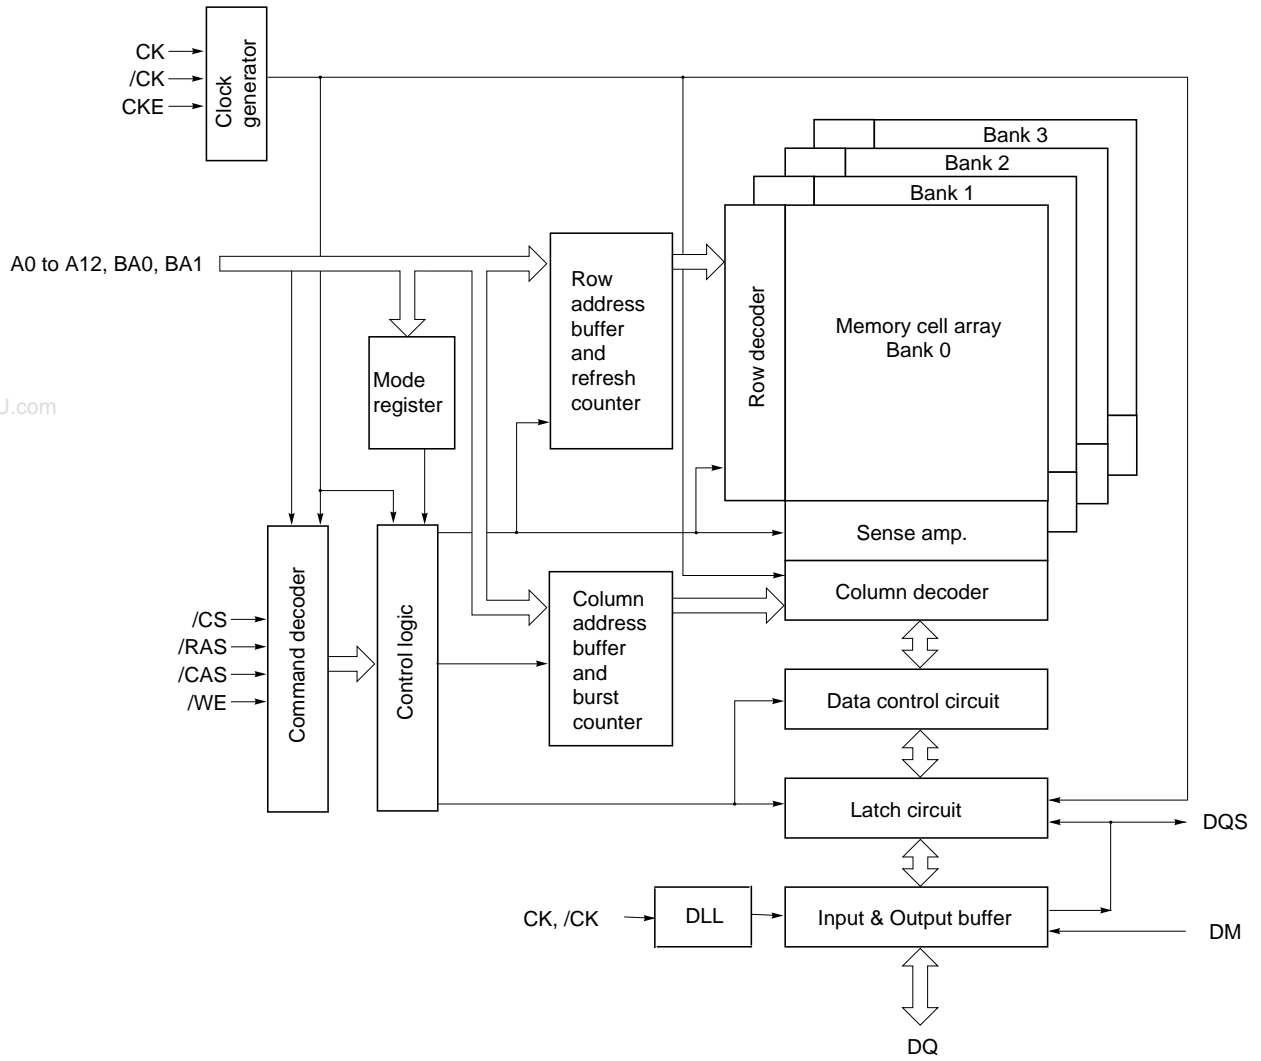 CK
/CK
CKE
Clock
generator
Bank 3
Bank 2
Bank 1
A0 to A12, BA0, BA1
Row
address
buffer
and
refresh
counter
Row decoder
Memory cell array
Bank 0
Mode
register
J.com
Sense amp.
Column decoder
Command decoder
Control logic
Column
address
buffer
and
burst
counter
/CS
/RAS
/CAS
/WE
Data control circuit
Latch circuit
DQS
CK, /CK
DLL
Input & Output buffer
DM
DQ